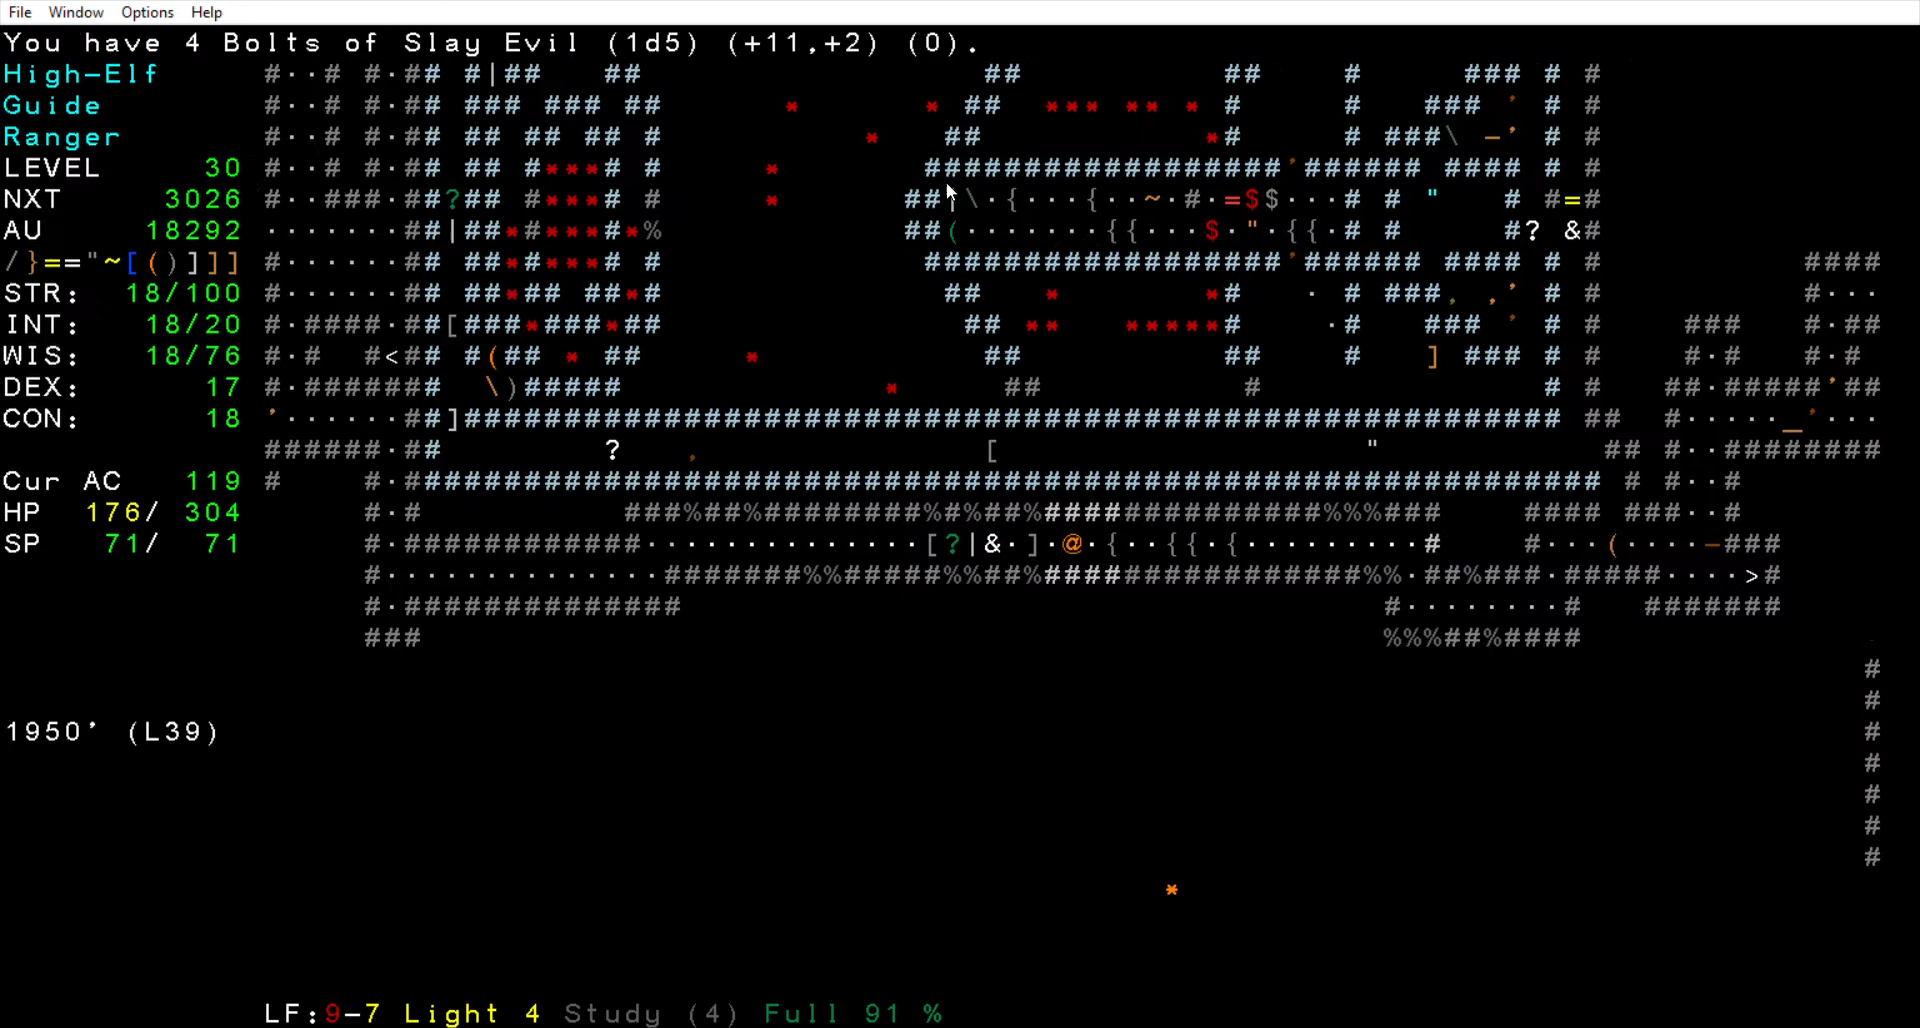 File Window Options Help
You have 4 Bolts of Slay Evil (1d5) (+11,+2) (0).
High-Elf
Guide
Ranger
LEVEL 30
NXT 3026
AU 18292
/}==="~[()]]]
STR: 18/100
INT: 18/20
WIS: 18/76
DEX: 17
CON: 18
Cur AC 119
HP 176/ 304
SP 71/ 71
1950' (L39)
LF:9-7 Light 4 Study (4) Full 91 %